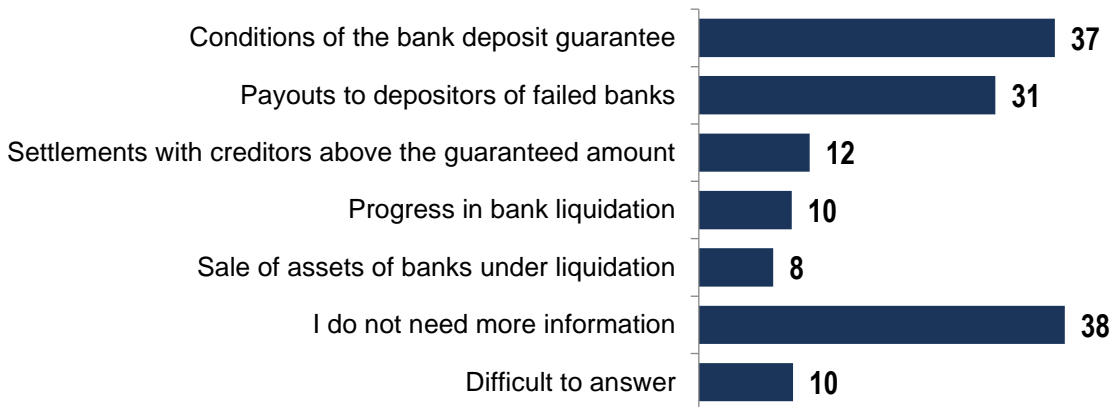 Conditions of the bank deposit guarantee 37
Payouts to depositors of failed banks 31
Settlements with creditors above the guaranteed amount 12
Progress in bank liquidation 10
Sale of assets of banks under liquidation 8
I do not need more information 38
Difficult to answer 10